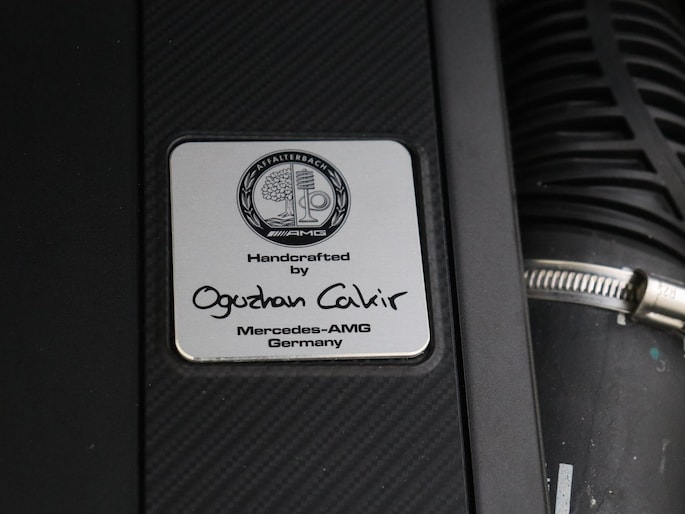 AFFALTERBACH
AMG
Handcrafted
by
Oguzhan Cakir
Mercedes-AMG
Germany